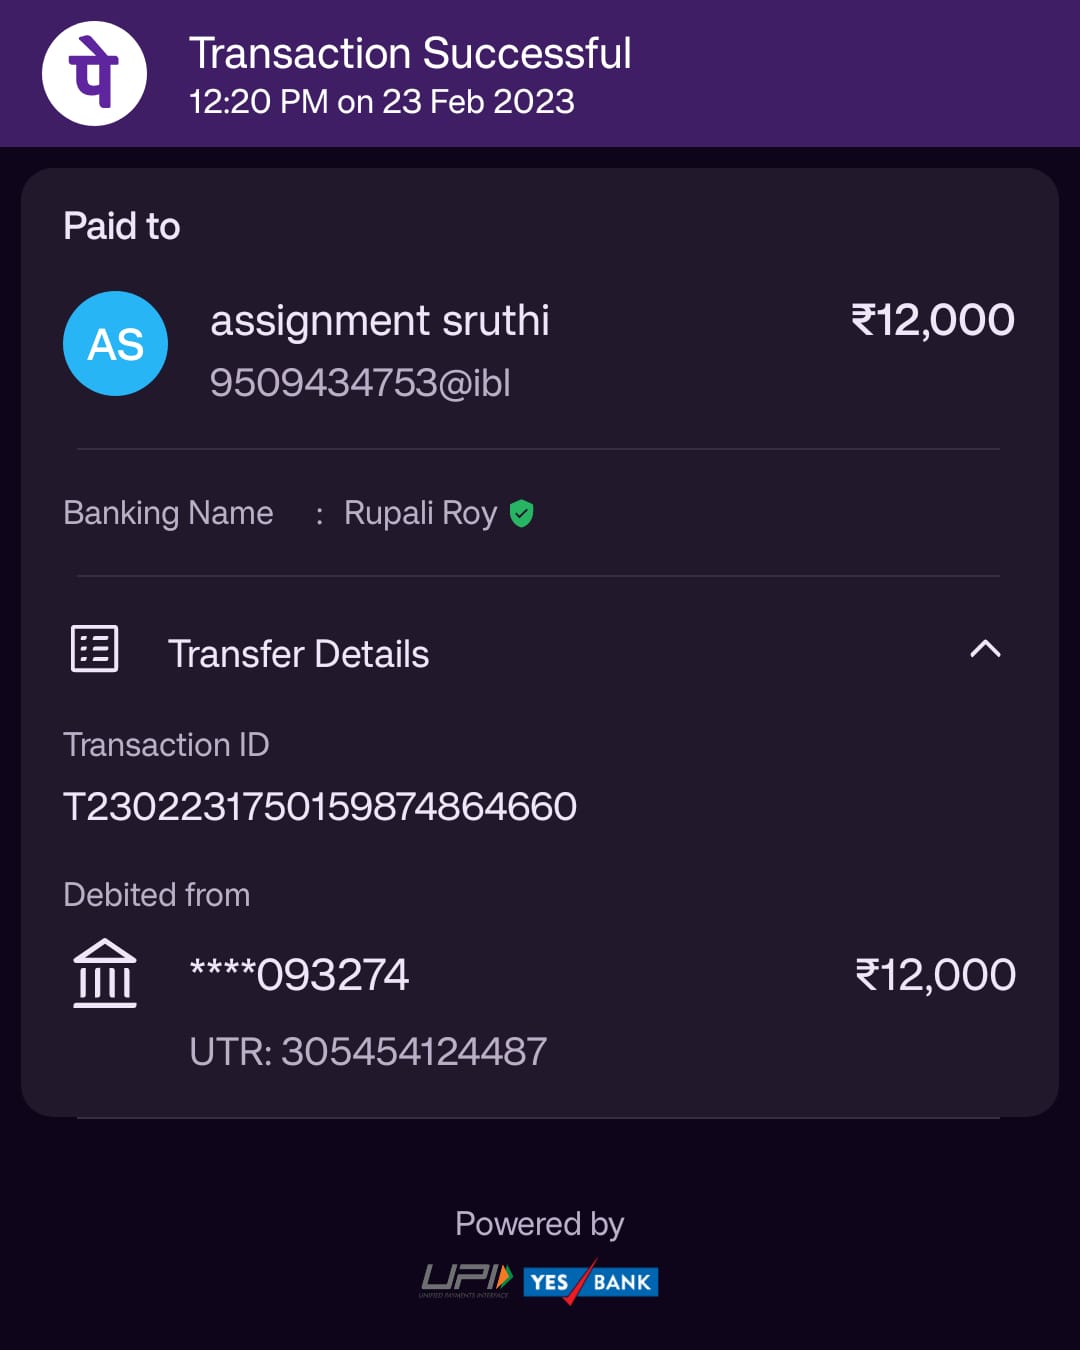 पे
Transaction Successful
12:20 PM on 23 Feb 2023
Paid to
AS
assignment sruthi
₹12,000
9509434753@ibl
Banking Name : Rupali Roy
Transfer Details
Transaction ID
T2302231750159874864660
Debited from
****093274
₹12,000
UTR: 305454124487
Powered by
UPI
UNIFIED PAYMENTS INTERFACE
YES BANK